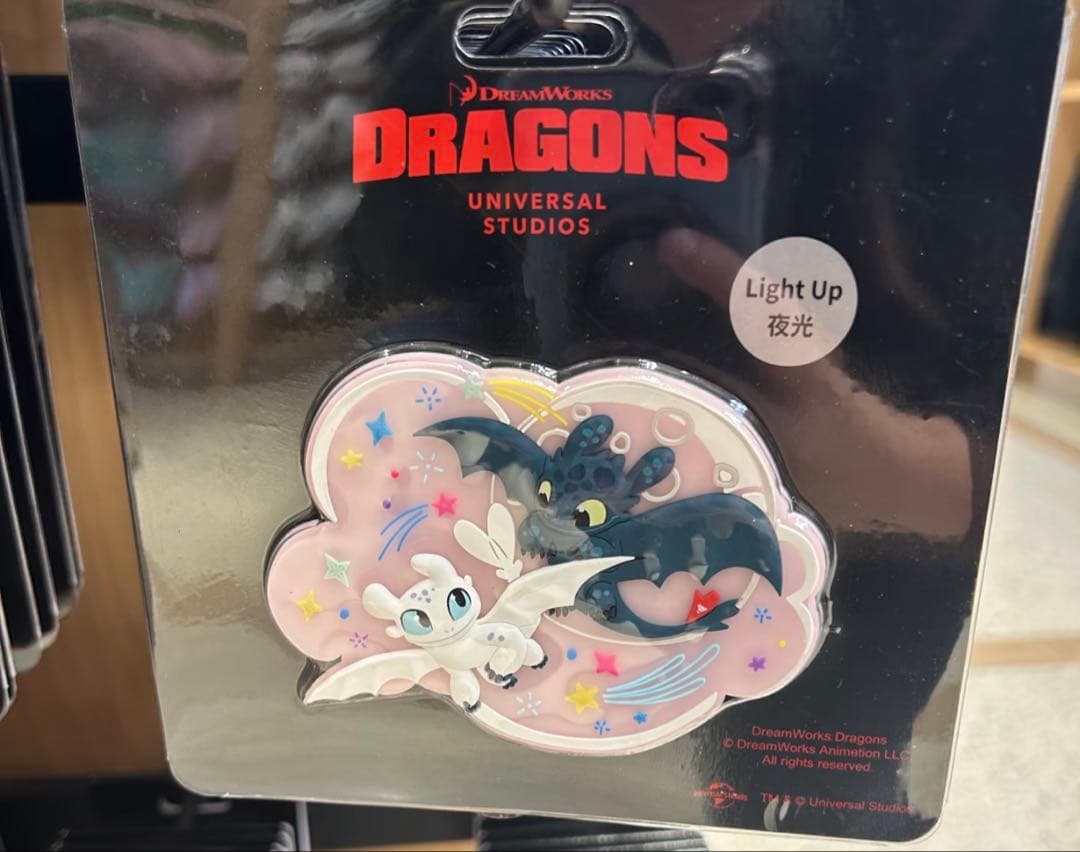 DREAMWORKS
DRAGONS
UNIVERSAL
STUDIOS
Light Up
夜光
DreamWorks Dragons
© DreamWorks Animation LLC
All rights reserved.
TM & © Universal Studios